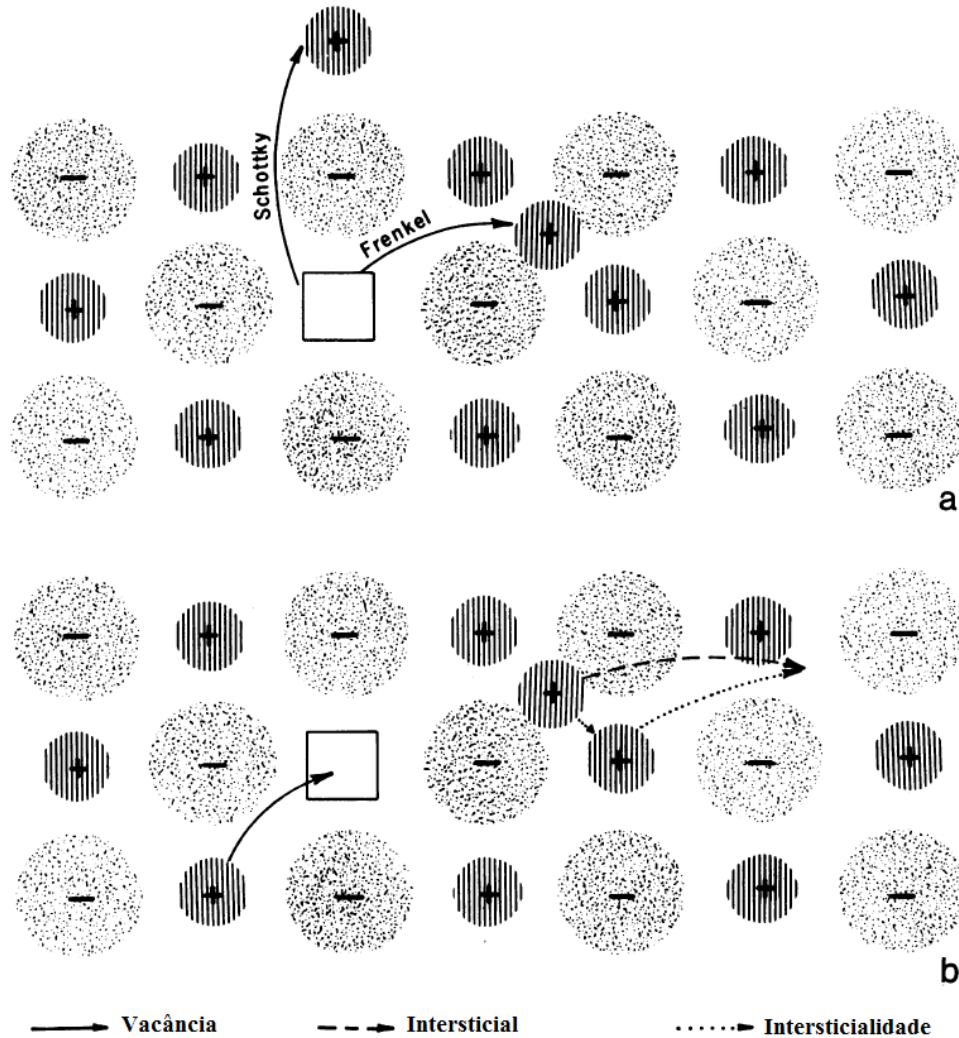 Schottky
Frenkel
a
b
Vacância
Intersticial
Intersticialidade